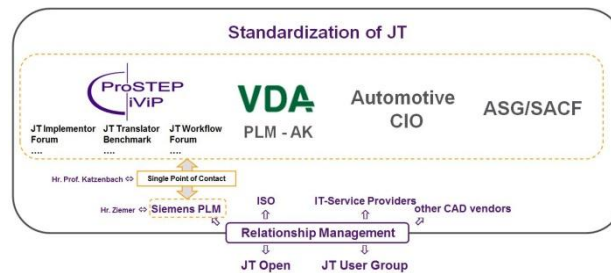 Standardization of JT
ProSTEP
iViP
VDA
PLM - AK
Automotive
CIO
ASG/SACF
JT Implementor
Forum
....
JT Translator
Benchmark
....
JT Workflow
Forum
....
Hr. Prof. Katzenbach
Single Point of Contact
Hr. Ziemer
Siemens PLM
ISO
IT-Service Providers
other CAD vendors
Relationship Management
JT Open
JT User Group